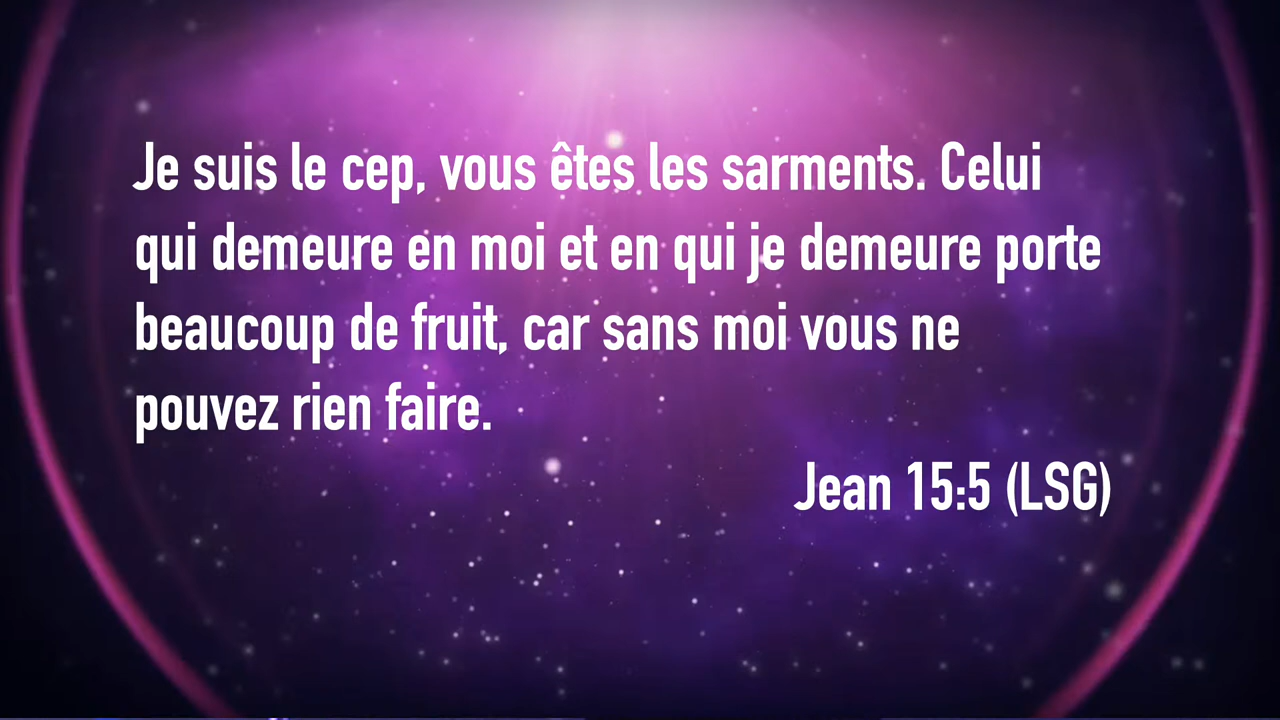 Je suis le cep, vous êtes les sarments. Celui
qui demeure en moi et en qui je demeure porte
beaucoup de fruit, car sans moi vous ne
pouvez rien faire.
Jean 15:5 (LSG)